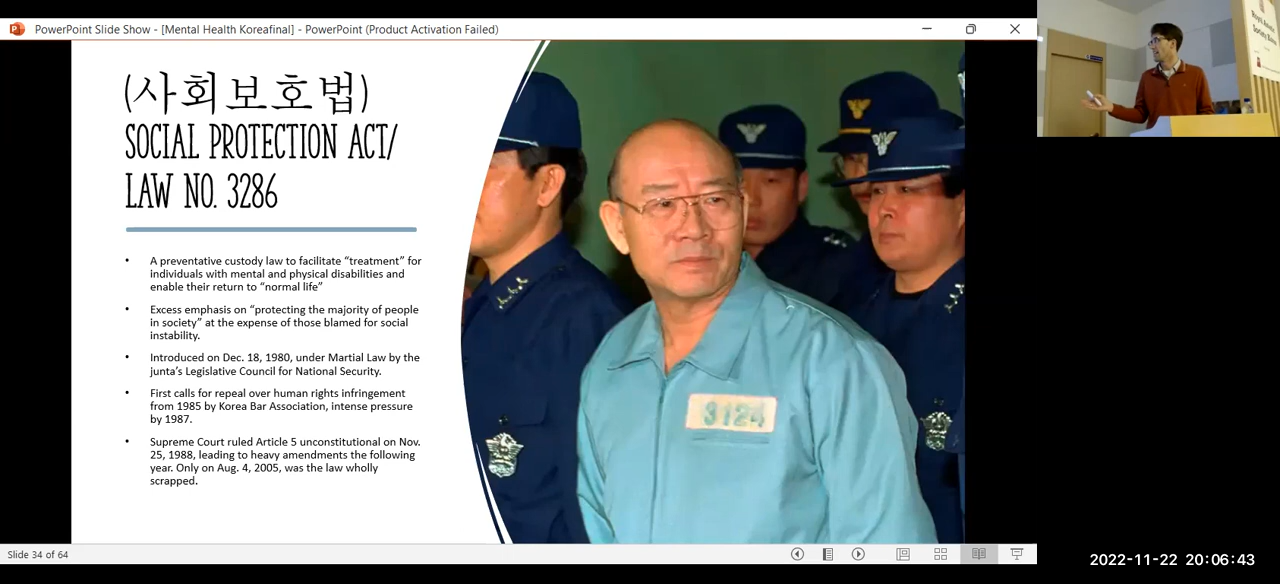 PowerPoint Slide Show - [Mental Health Koreafinal] - PowerPoint (Product Activation Failed)
(사회보호법)
SOCIAL PROTECTION ACT/
LAW NO. 3286
• A preventative custody law to facilitate “treatment” for
individuals with mental and physical disabilities and
enable their return to “normal life”
• Excess emphasis on “protecting the majority of people
in society” at the expense of those blamed for social
instability.
• Introduced on Dec. 18, 1980, under Martial Law by the
junta’s Legislative Council for National Security.
• First calls for repeal over human rights infringement
from 1985 by Korea Bar Association, intense pressure
by 1987.
• Supreme Court ruled Article 5 unconstitutional on Nov.
25, 1988, leading to heavy amendments the following
year. Only on Aug. 4, 2005, was the law wholly
scrapped.
3124
Royal Asiatic
Society Korea
Slide 34 of 64
2022-11-22 20:06:43